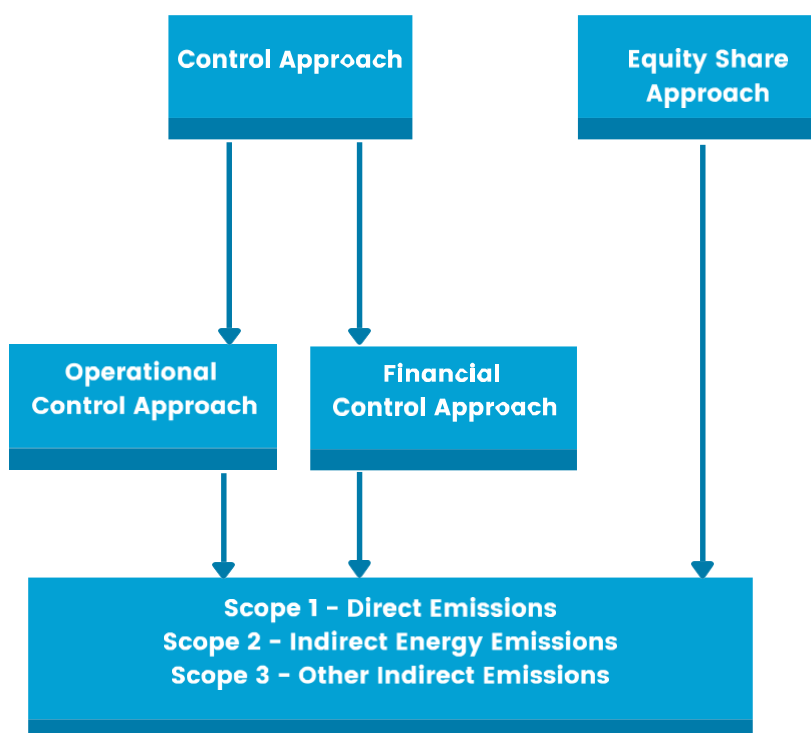 Control Approach
Equity Share
Approach
Operational
Control Approach
Financial
Control Approach
Scope 1 - Direct Emissions
Scope 2 - Indirect Energy Emissions
Scope 3 - Other Indirect Emissions